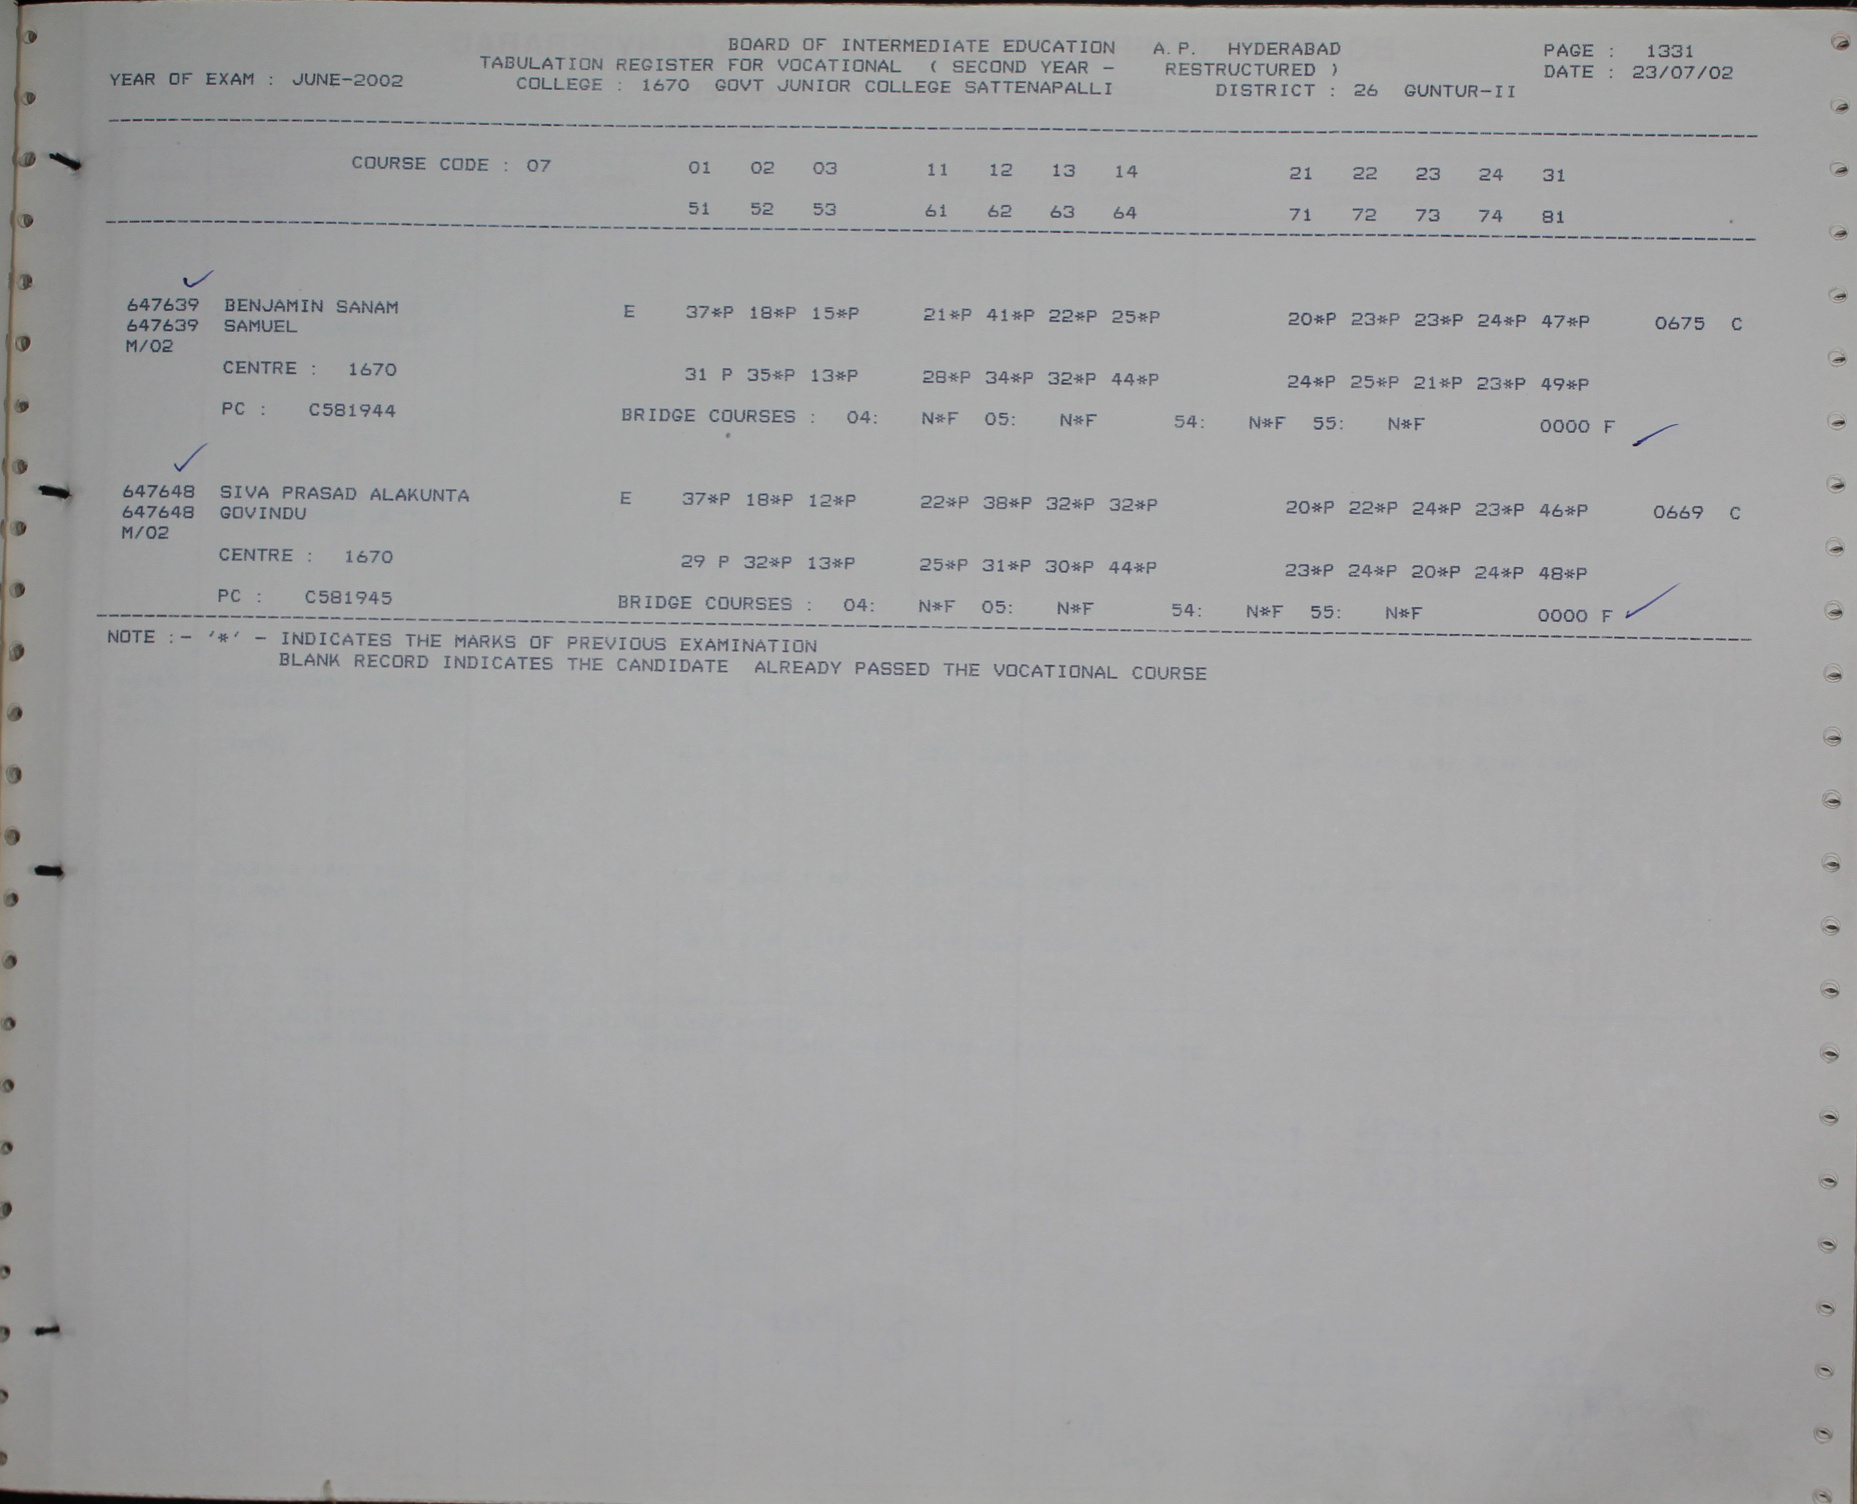 BOARD OF INTERMEDIATE EDUCATION A.P. HYDERABAD PAGE : 1331
TABULATION REGISTER FOR VOCATIONAL ( SECOND YEAR - RESTRUCTURED ) DATE : 23/07/02
YEAR OF EXAM : JUNE-2002 COLLEGE : 1670 GOVT JUNIOR COLLEGE SATTENAPALLI DISTRICT : 26 GUNTUR-II
COURSE CODE : 07 01 02 03 11 12 13 14 21 22 23 24 31
51 52 53 61 62 63 64 71 72 73 74 81
647639 BENJAMIN SANAM E 37*P 18*P 15*P 21*P 41*P 22*P 25*P 20*P 23*P 23*P 24*P 47*P 0675 C
647639 SAMUEL
M/02
CENTRE : 1670 31 P 35*P 13*P 28*P 34*P 32*P 44*P 24*P 25*P 21*P 23*P 49*P
PC : C581944 BRIDGE COURSES : 04: N*F 05: N*F 54: N*F 55: N*F 0000 F
647648 SIVA PRASAD ALAKUNTA E 37*P 18*P 12*P 22*P 38*P 32*P 32*P 20*P 22*P 24*P 23*P 46*P 0669 C
647648 GOVINDU
M/02
CENTRE : 1670 29 P 32*P 13*P 25*P 31*P 30*P 44*P 23*P 24*P 20*P 24*P 48*P
PC : C581945 BRIDGE COURSES : 04: N*F 05: N*F 54: N*F 55: N*F 0000 F
NOTE :- '*' - INDICATES THE MARKS OF PREVIOUS EXAMINATION
BLANK RECORD INDICATES THE CANDIDATE ALREADY PASSED THE VOCATIONAL COURSE